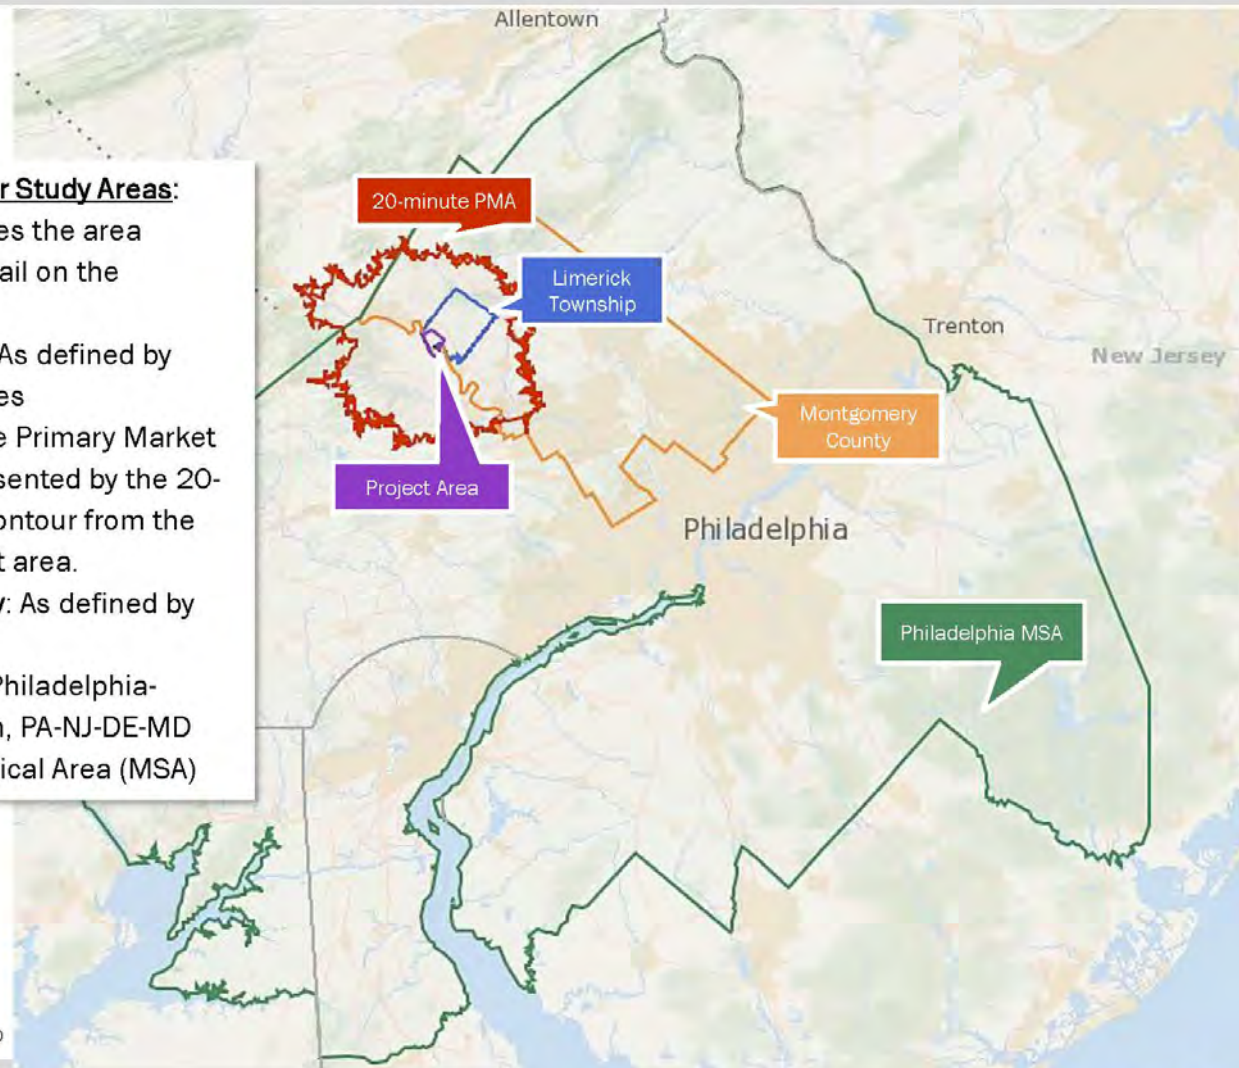 Allentown
r Study Areas:
es the area
ail on the
As defined by
es
e Primary Market
sented by the 20-
ontour from the
t area.
y: As defined by
Philadelphia-
n, PA-NJ-DE-MD
ical Area (MSA)
20-minute PMA
Limerick
Township
Trenton
New Jersey
Montgomery
County
Project Area
Philadelphia
Philadelphia MSA